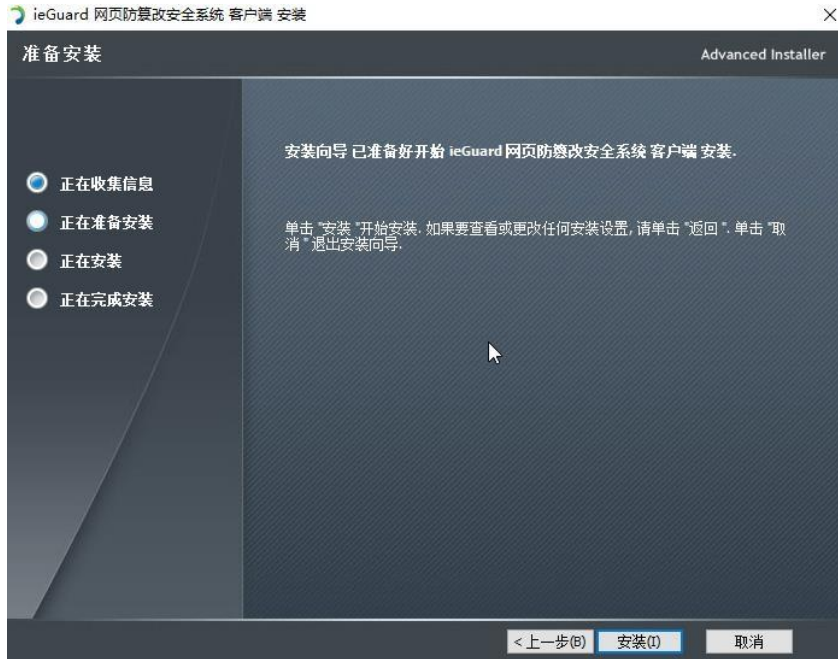 ieGuard 网页防篡改安全系统 客户端 安装
准备安装
Advanced Installer
安装向导 已准备好开始 ieGuard 网页防篡改安全系统 客户端 安装.
正在收集信息
正在准备安装
正在安装
正在完成安装
单击 "安装 "开始安装. 如果要查看或更改任何安装设置, 请单击 "返回 ". 单击 "取
消 " 退出安装向导.
< 上一步(B)
安装(I)
取消